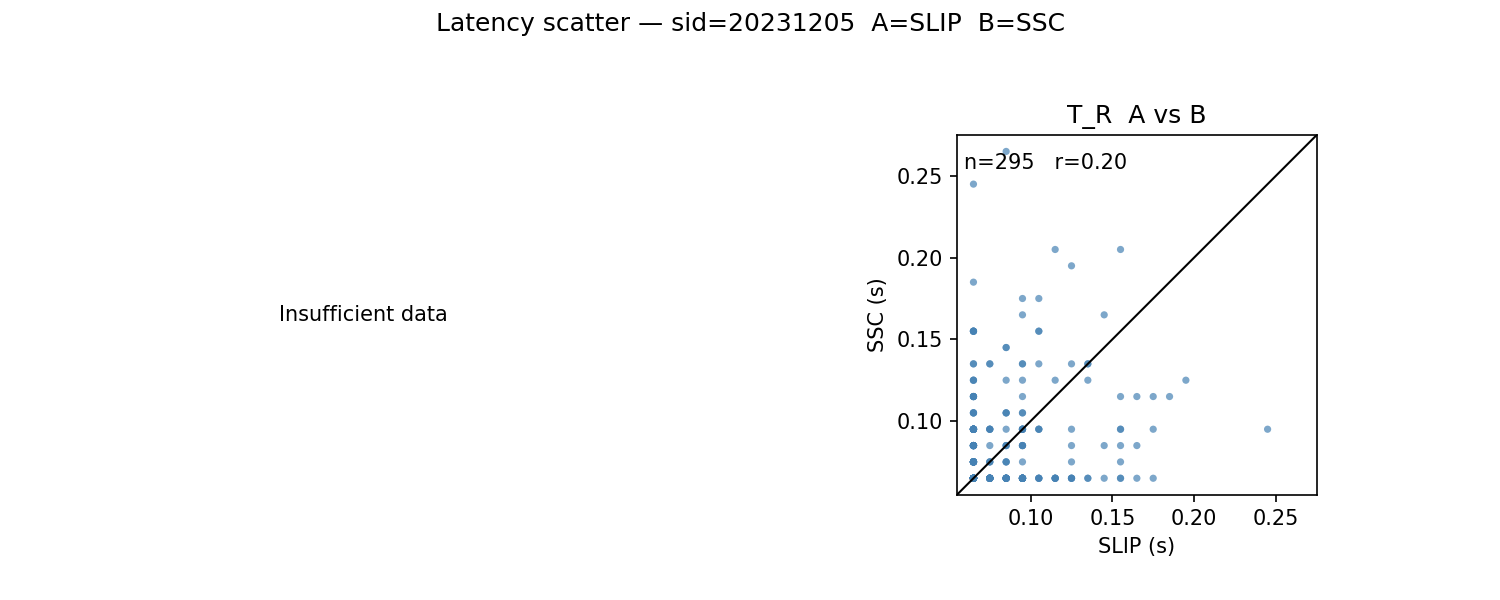 Latency scatter — sid=20231205  A=SLIP  B=SSC
Insufficient data
T_R  A vs B
n=295   r=0.20
0.25
0.20
0.15
0.10
SSC (s)
0.10 0.15 0.20 0.25
SLIP (s)